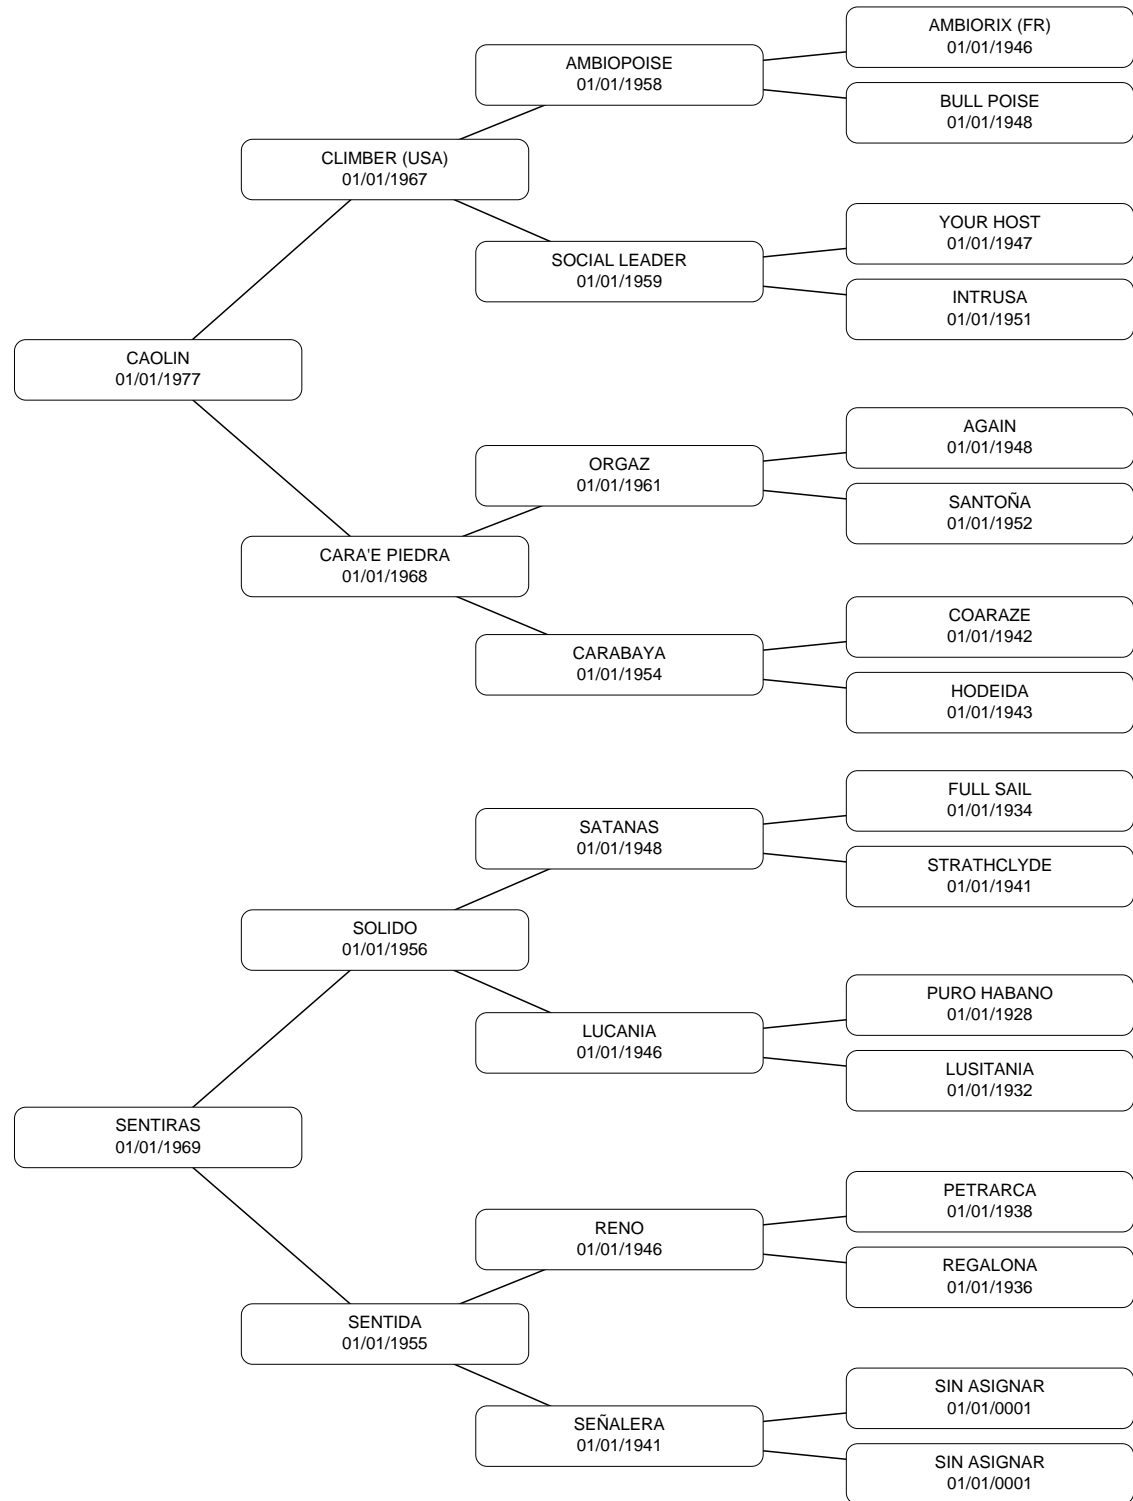 AMBIORIX (FR)
01/01/1946
AMBIOPOISE
01/01/1958
BULL POISE
01/01/1948
CLIMBER (USA)
01/01/1967
YOUR HOST
01/01/1947
SOCIAL LEADER
01/01/1959
INTRUSA
01/01/1951
CAOLIN
01/01/1977
AGAIN
01/01/1948
ORGAZ
01/01/1961
SANTOÑA
01/01/1952
CARA'E PIEDRA
01/01/1968
COARAZE
01/01/1942
CARABAYA
01/01/1954
HODEIDA
01/01/1943
FULL SAIL
01/01/1934
SATANAS
01/01/1948
STRATHCLYDE
01/01/1941
SOLIDO
01/01/1956
PURO HABANO
01/01/1928
LUCANIA
01/01/1946
LUSITANIA
01/01/1932
SENTIRAS
01/01/1969
PETRARCA
01/01/1938
RENO
01/01/1946
REGALONA
01/01/1936
SENTIDA
01/01/1955
SIN ASIGNAR
01/01/0001
SEÑALERA
01/01/1941
SIN ASIGNAR
01/01/0001